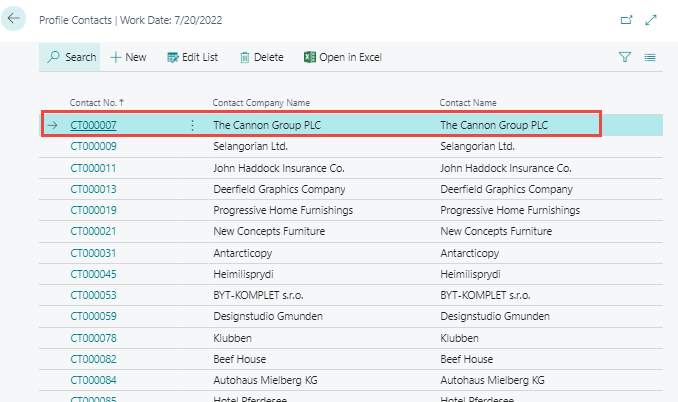 Profile Contacts | Work Date: 7/20/2022
Search New Edit List Delete Open in Excel
Contact No. ↑ Contact Company Name Contact Name
CT000007 The Cannon Group PLC The Cannon Group PLC
CT000009 Selangorian Ltd. Selangorian Ltd.
CT000011 John Haddock Insurance Co. John Haddock Insurance Co.
CT000013 Deerfield Graphics Company Deerfield Graphics Company
CT000019 Progressive Home Furnishings Progressive Home Furnishings
CT000021 New Concepts Furniture New Concepts Furniture
CT000031 Antarcticopy Antarcticopy
CT000045 Heimilisprydi Heimilisprydi
CT000053 BYT-KOMPLET s.r.o. BYT-KOMPLET s.r.o.
CT000059 Designstudio Gmunden Designstudio Gmunden
CT000078 Klubben Klubben
CT000082 Beef House Beef House
CT000084 Autohaus Mielberg KG Autohaus Mielberg KG
CT000085 Hotel Pferdesee Hotel Pferdesee